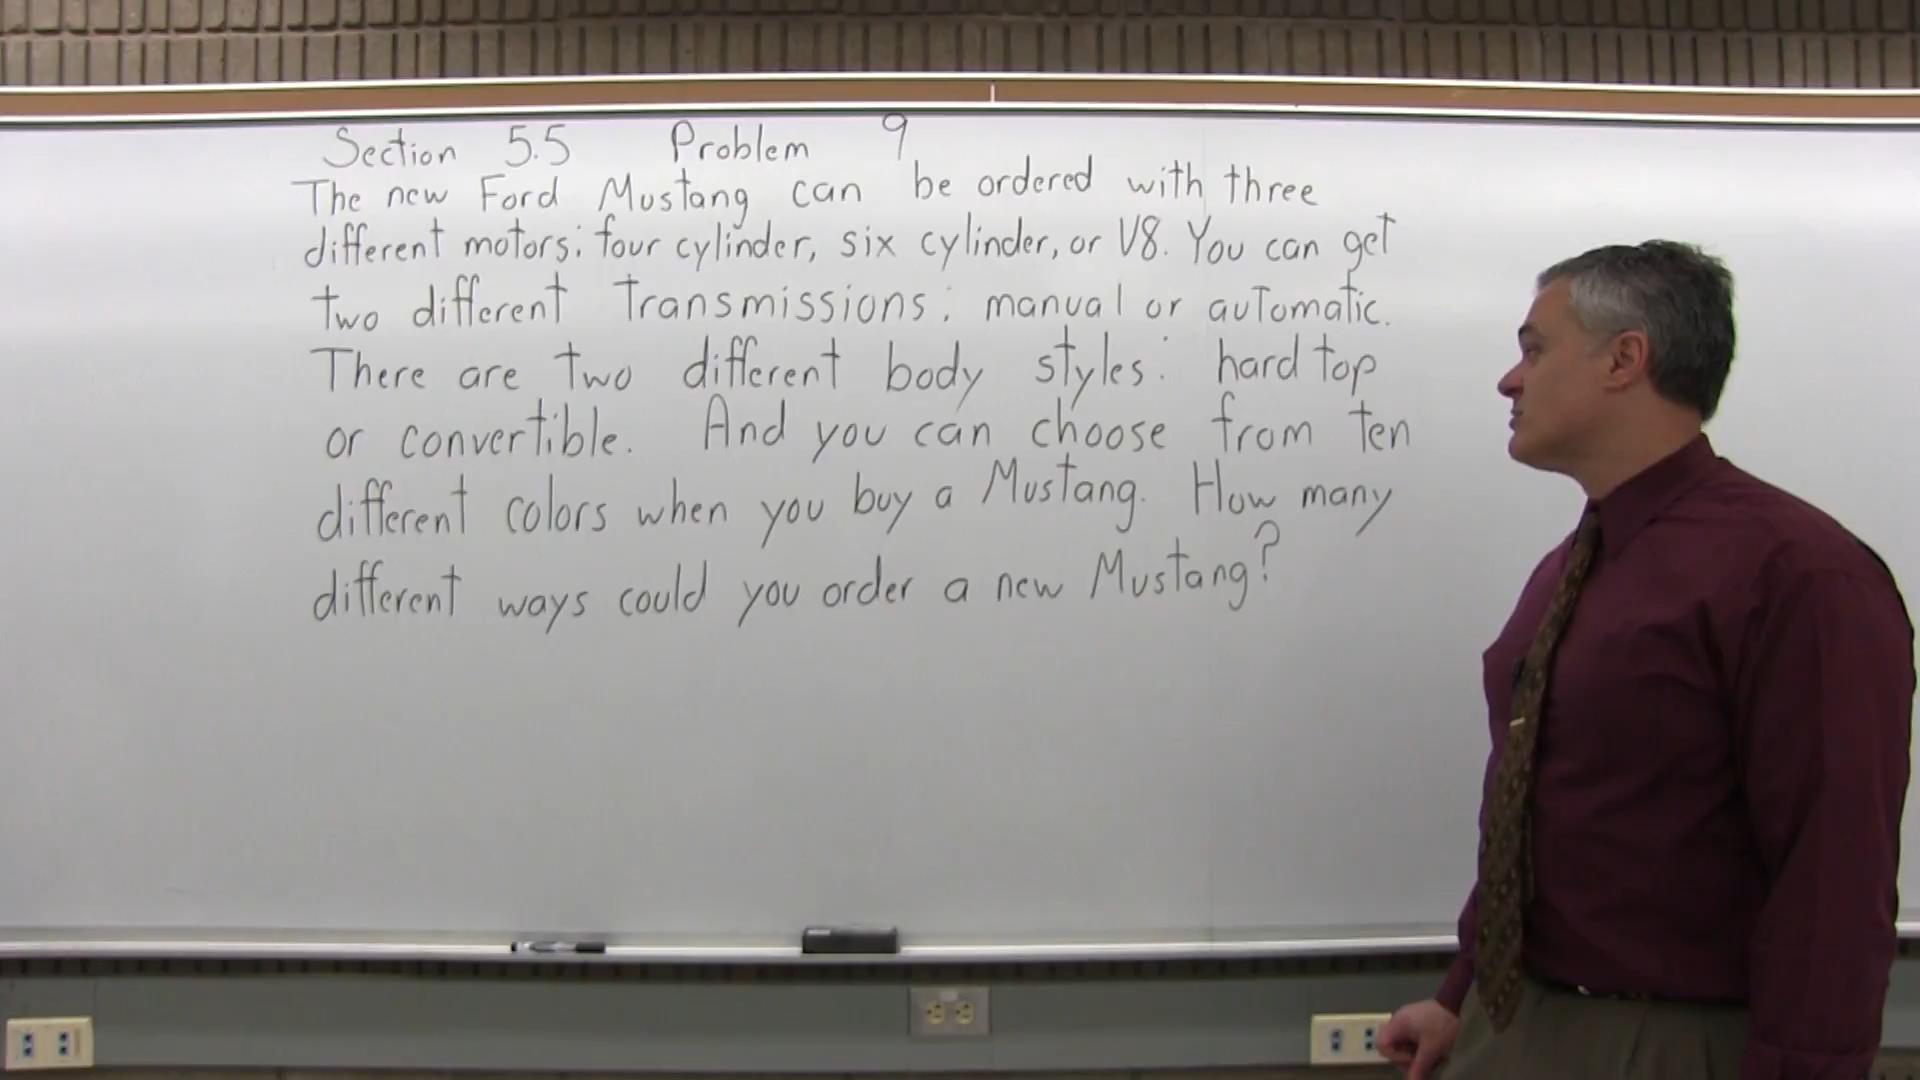 Section 5.5 Problem 9
The new Ford Mustang can be ordered with three
different motors: four cylinder, six cylinder, or V8. You can get
two different transmissions: manual or automatic.
There are two different body styles: hard top
or convertible. And you can choose from ten
different colors when you buy a Mustang. How many
different ways could you order a new Mustang?